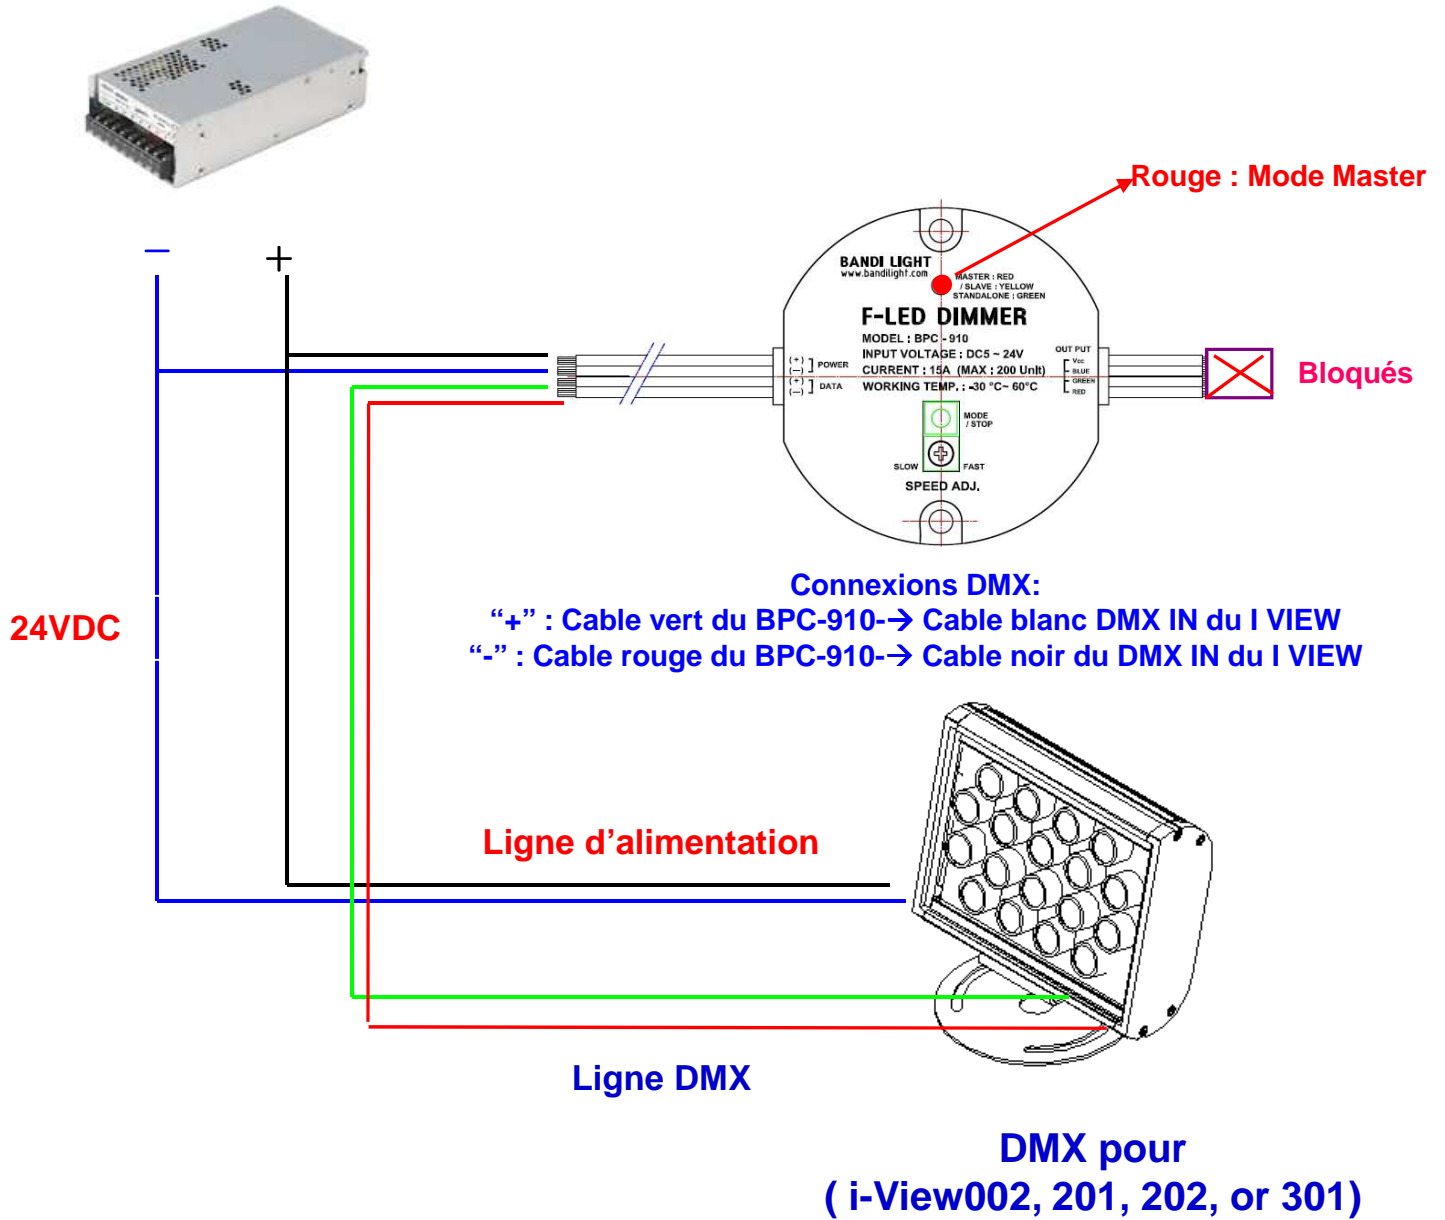 Rouge : Mode Master
BANDI LIGHT
www.bandilight.com
MASTER : RED
/ SLAVE : YELLOW
STANDALONE : GREEN
F-LED DIMMER
MODEL : BPC - 910
INPUT VOLTAGE : DC5 ~ 24V
CURRENT : 15A (MAX : 200 Unit)
WORKING TEMP. : -30 °C~ 60°C
(+)
(−)
POWER
(+)
(−)
DATA
OUT PUT
Vcc
BLUE
GREEN
RED
Bloqués
MODE
/ STOP
SLOW
FAST
SPEED ADJ.
−
+
24VDC
Connexions DMX:
“+” : Cable vert du BPC-910-→ Cable blanc DMX IN du I VIEW
“-” : Cable rouge du BPC-910-→ Cable noir du DMX IN du I VIEW
Ligne d’alimentation
Ligne DMX
DMX pour
( i-View002, 201, 202, or 301)